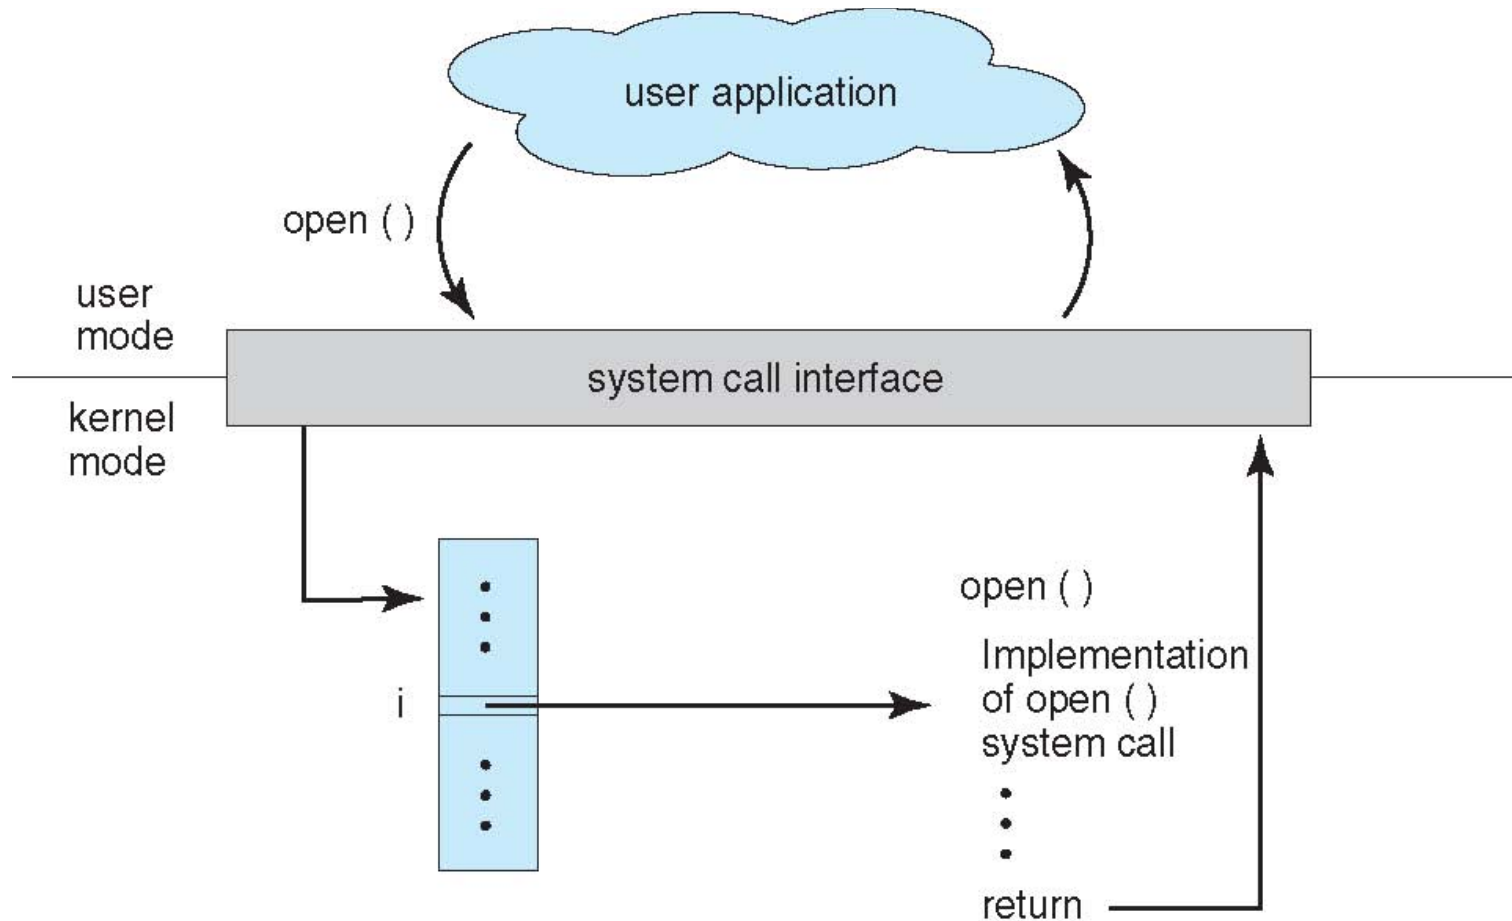 user application
open ( )
user
mode
system call interface
kernel
mode
open ( )
Implementation
of open ( )
system call
i
return